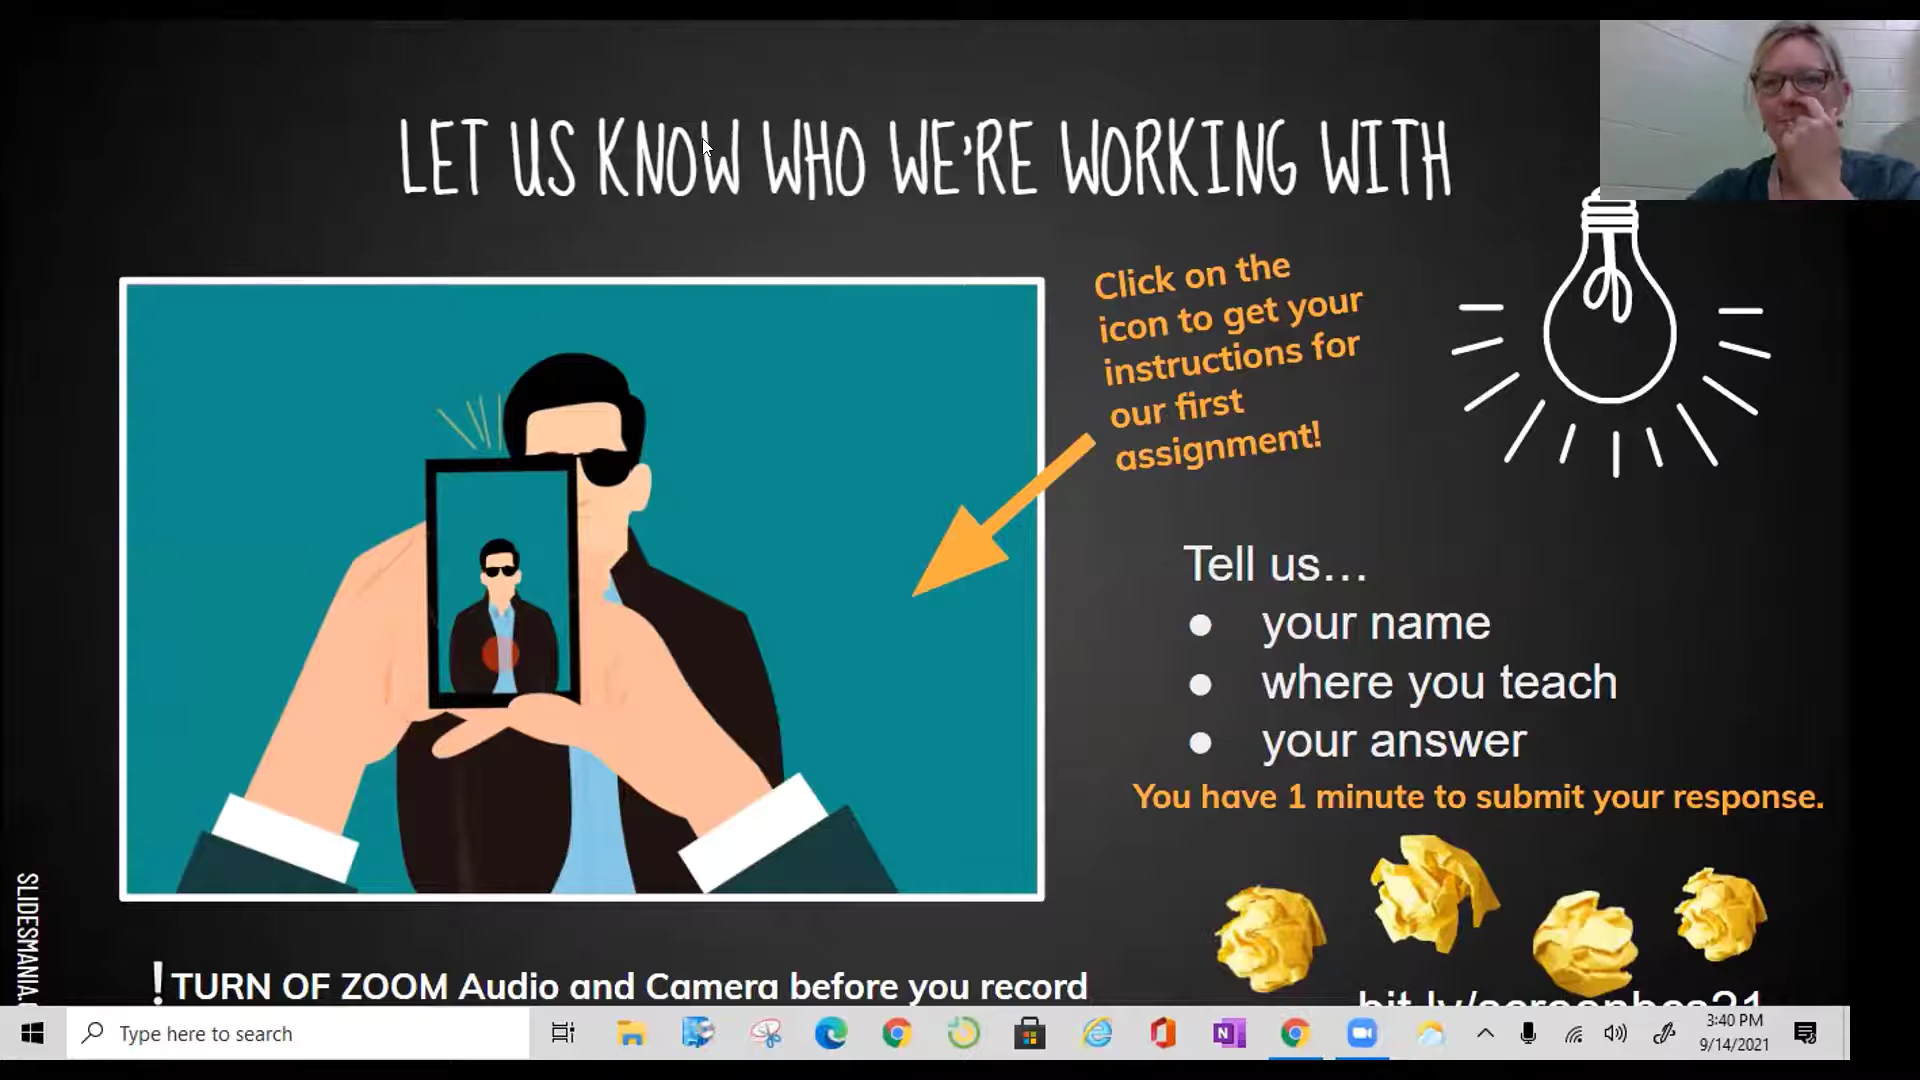 LET US KNOW WHO WE'RE WORKING WITH
Click on the
icon to get your
instructions for
our first
assignment!
Tell us...
● your name
● where you teach
● your answer
You have 1 minute to submit your response.
!TURN OF ZOOM Audio and Camera before you record
SLIDESMANIA.
Type here to search
3:40 PM
9/14/2021